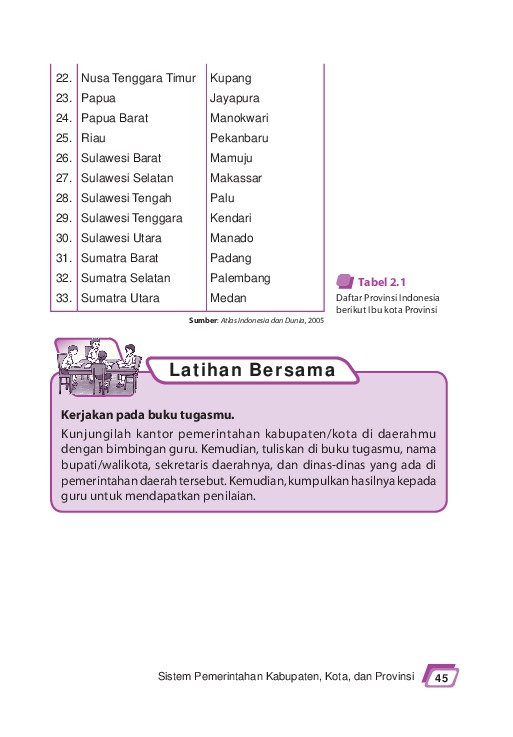 22. Nusa Tenggara Timur Kupang
23. Papua Jayapura
24. Papua Barat Manokwari
25. Riau Pekanbaru
26. Sulawesi Barat Mamuju
27. Sulawesi Selatan Makassar
28. Sulawesi Tengah Palu
29. Sulawesi Tenggara Kendari
30. Sulawesi Utara Manado
31. Sumatra Barat Padang
32. Sumatra Selatan Palembang
33. Sumatra Utara Medan
Sumber: Atlas Indonesia dan Dunia, 2005
Tabel 2.1
Daftar Provinsi Indonesia
berikut Ibu kota Provinsi
Latihan Bersama
Kerjakan pada buku tugasmu.
Kunjungilah kantor pemerintahan kabupaten/kota di daerahmu
dengan bimbingan guru. Kemudian, tuliskan di buku tugasmu, nama
bupati/walikota, sekretaris daerahnya, dan dinas-dinas yang ada di
pemerintahan daerah tersebut. Kemudian, kumpulkan hasilnya kepada
guru untuk mendapatkan penilaian.
Sistem Pemerintahan Kabupaten, Kota, dan Provinsi 45